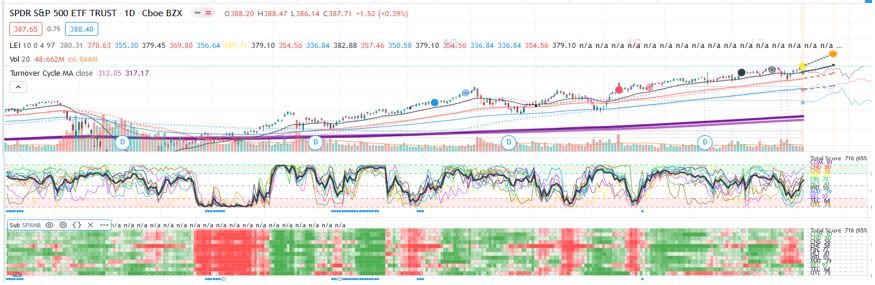 SPDR S&P 500 ETF TRUST · 1D · Cboe BZX O388.20 H388.47 L386.14 C387.71 +1.52 (+0.39%)
387.65 0.75 388.40
LEI 10 0 4 97 380.31 370.63 355.30 379.45 369.80 356.64 379.10 354.56 336.84 382.88 357.46 350.58 379.10 354.56 336.84 336.84 354.56 379.10 n/a n/a n/a n/a n/a n/a n/a n/a n/a n/a n/a n/a n/a n/a n/a n/a n/a n/a n/a n/a ...
Vol 20 48.662M 66.844M
Turnover Cycle MA close 312.05 317.17
D D D D
Total Score 716 (65%
Sub SPXMB n/a n/a n/a n/a n/a n/a n/a n/a n/a n/a n/a n/a n/a n/a n/a n/a n/a n/a
Total Score 716 (65%